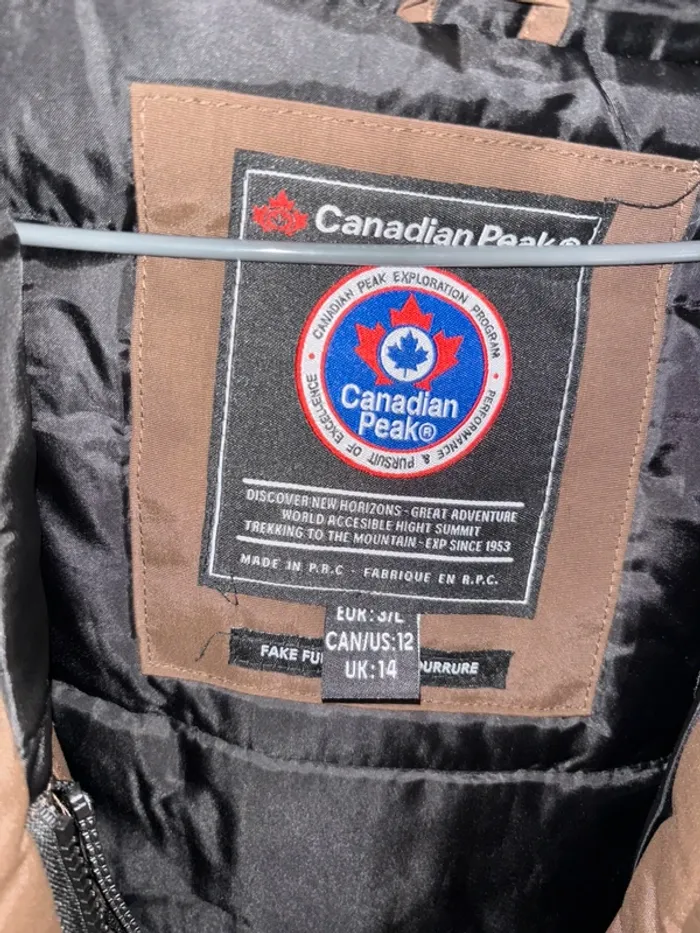 Canadian Peak®
CANADIAN PEAK EXPLORATION PROGRAM
PERFORMANCE & PURSUIT OF EXCELLENCE
Canadian
Peak®
DISCOVER NEW HORIZONS - GREAT ADVENTURE
WORLD ACCESIBLE HIGHT SUMMIT
TREKKING TO THE MOUNTAIN - EXP SINCE 1953
MADE IN P.R.C - FABRIQUE EN R.P.C.
EUR: 3/L
CAN/US:12
UK:14
FAKE